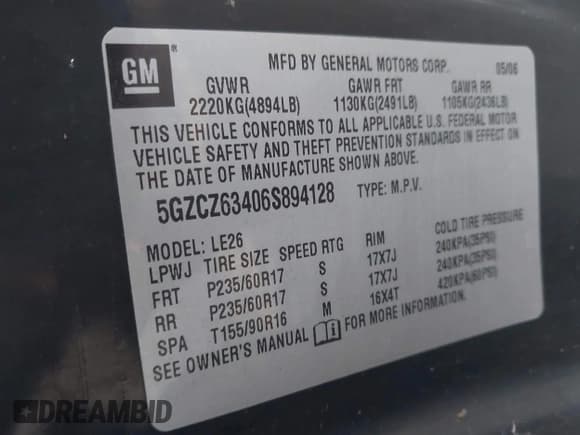 GM ®
MFD BY GENERAL MOTORS CORP. 05/06
GVWR GAWR FRT GAWR RR
2220KG(4894LB) 1130KG(2491LB) 1105KG(2436LB)
THIS VEHICLE CONFORMS TO ALL APPLICABLE U.S. FEDERAL MOTOR
VEHICLE SAFETY AND THEFT PREVENTION STANDARDS IN EFFECT ON
THE DATE OF MANUFACTURE SHOWN ABOVE.
5GZCZ63406S894128 TYPE: M.P.V.
MODEL: LE26
LPWJ TIRE SIZE SPEED RTG RIM COLD TIRE PRESSURE
FRT P235/60R17 S 17X7J 240KPA(35PSI)
RR P235/60R17 S 17X7J 240KPA(35PSI)
SPA T155/90R16 M 16X4T 420KPA(60PSI)
SEE OWNER'S MANUAL FOR MORE INFORMATION.
DREAMBID